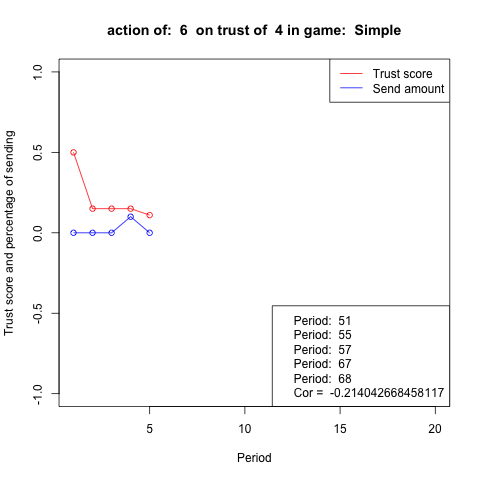 action of:  6  on trust of  4 in game:  Simple
Trust score
Send amount
Trust score and percentage of sending
1.0
0.5
0.0
-0.5
-1.0
Period:  51
Period:  55
Period:  57
Period:  67
Period:  68
Cor =  -0.214042668458117
5 10 15 20
Period